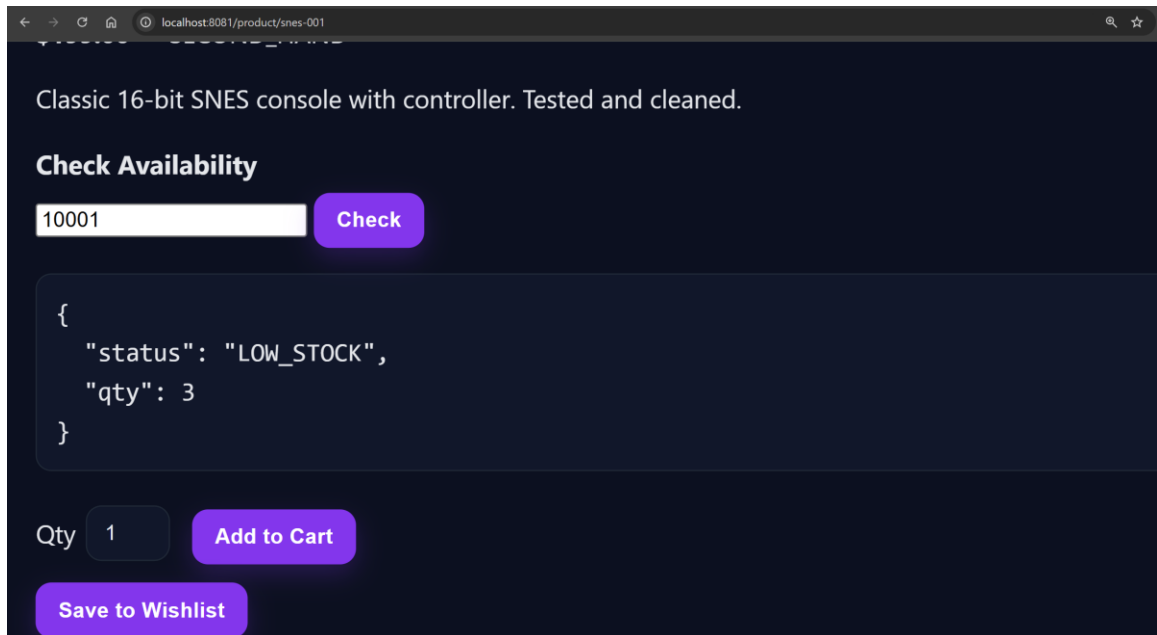 localhost:8081/product/snes-001
Classic 16-bit SNES console with controller. Tested and cleaned.
Check Availability
10001 Check
{
"status": "LOW_STOCK",
"qty": 3
}
Qty 1 Add to Cart
Save to Wishlist